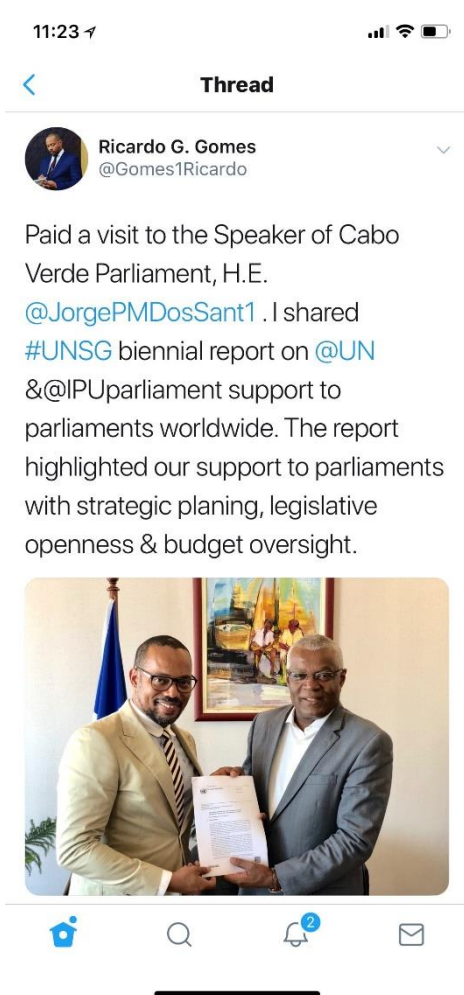 11:23
Thread
Ricardo G. Gomes
@Gomes1Ricardo
Paid a visit to the Speaker of Cabo
Verde Parliament, H.E.
@JorgePMDosSant1 . I shared
#UNSG biennial report on @UN
&@IPUparliament support to
parliaments worldwide. The report
highlighted our support to parliaments
with strategic planing, legislative
openness & budget oversight.
2